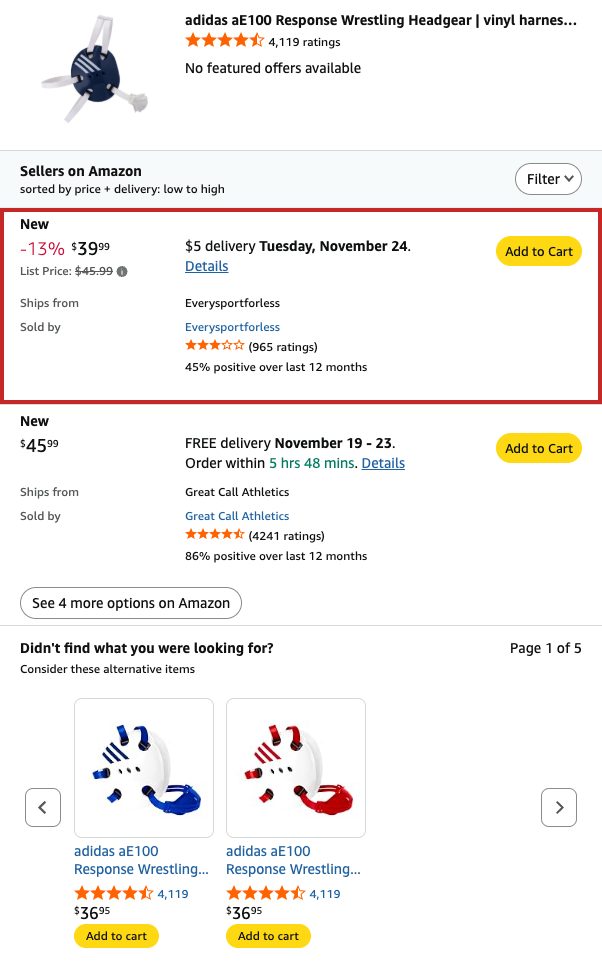 adidas aE100 Response Wrestling Headgear | vinyl harnes...
4,119 ratings
No featured offers available
Sellers on Amazon
sorted by price + delivery: low to high
Filter
New
-13% $39.99
$5 delivery Tuesday, November 24.
Add to Cart
List Price: $45.99
Details
Ships from
Everysportforless
Sold by
Everysportforless
(965 ratings)
45% positive over last 12 months
New
$45.99
FREE delivery November 19 - 23.
Add to Cart
Order within 5 hrs 48 mins. Details
Ships from
Great Call Athletics
Sold by
Great Call Athletics
(4241 ratings)
86% positive over last 12 months
See 4 more options on Amazon
Didn't find what you were looking for?
Page 1 of 5
Consider these alternative items
adidas aE100
Response Wrestling...
4,119
$36.95
Add to cart
adidas aE100
Response Wrestling...
4,119
$36.95
Add to cart